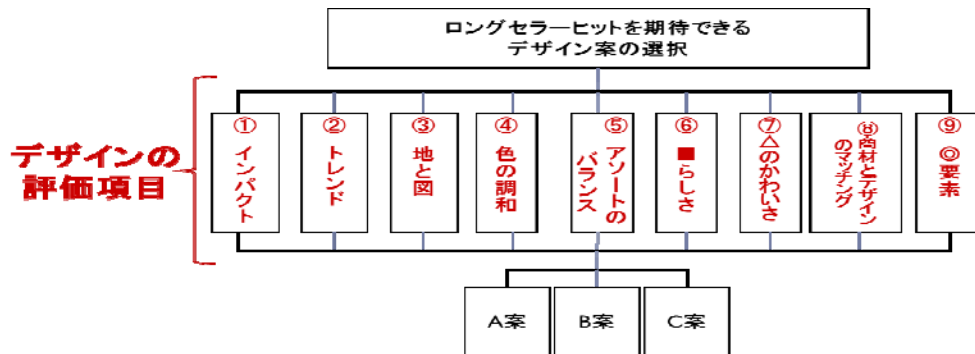 ロングセラーヒットを期待できる
デザイン案の選択
デザインの
評価項目
①インパクト
②トレンド
③地と図
④色の調和
⑤アソートの
バランス
⑥■らしさ
⑦△のかわいさ
⑧商材とデザイン
のマッチング
⑨◎要素
A案
B案
C案